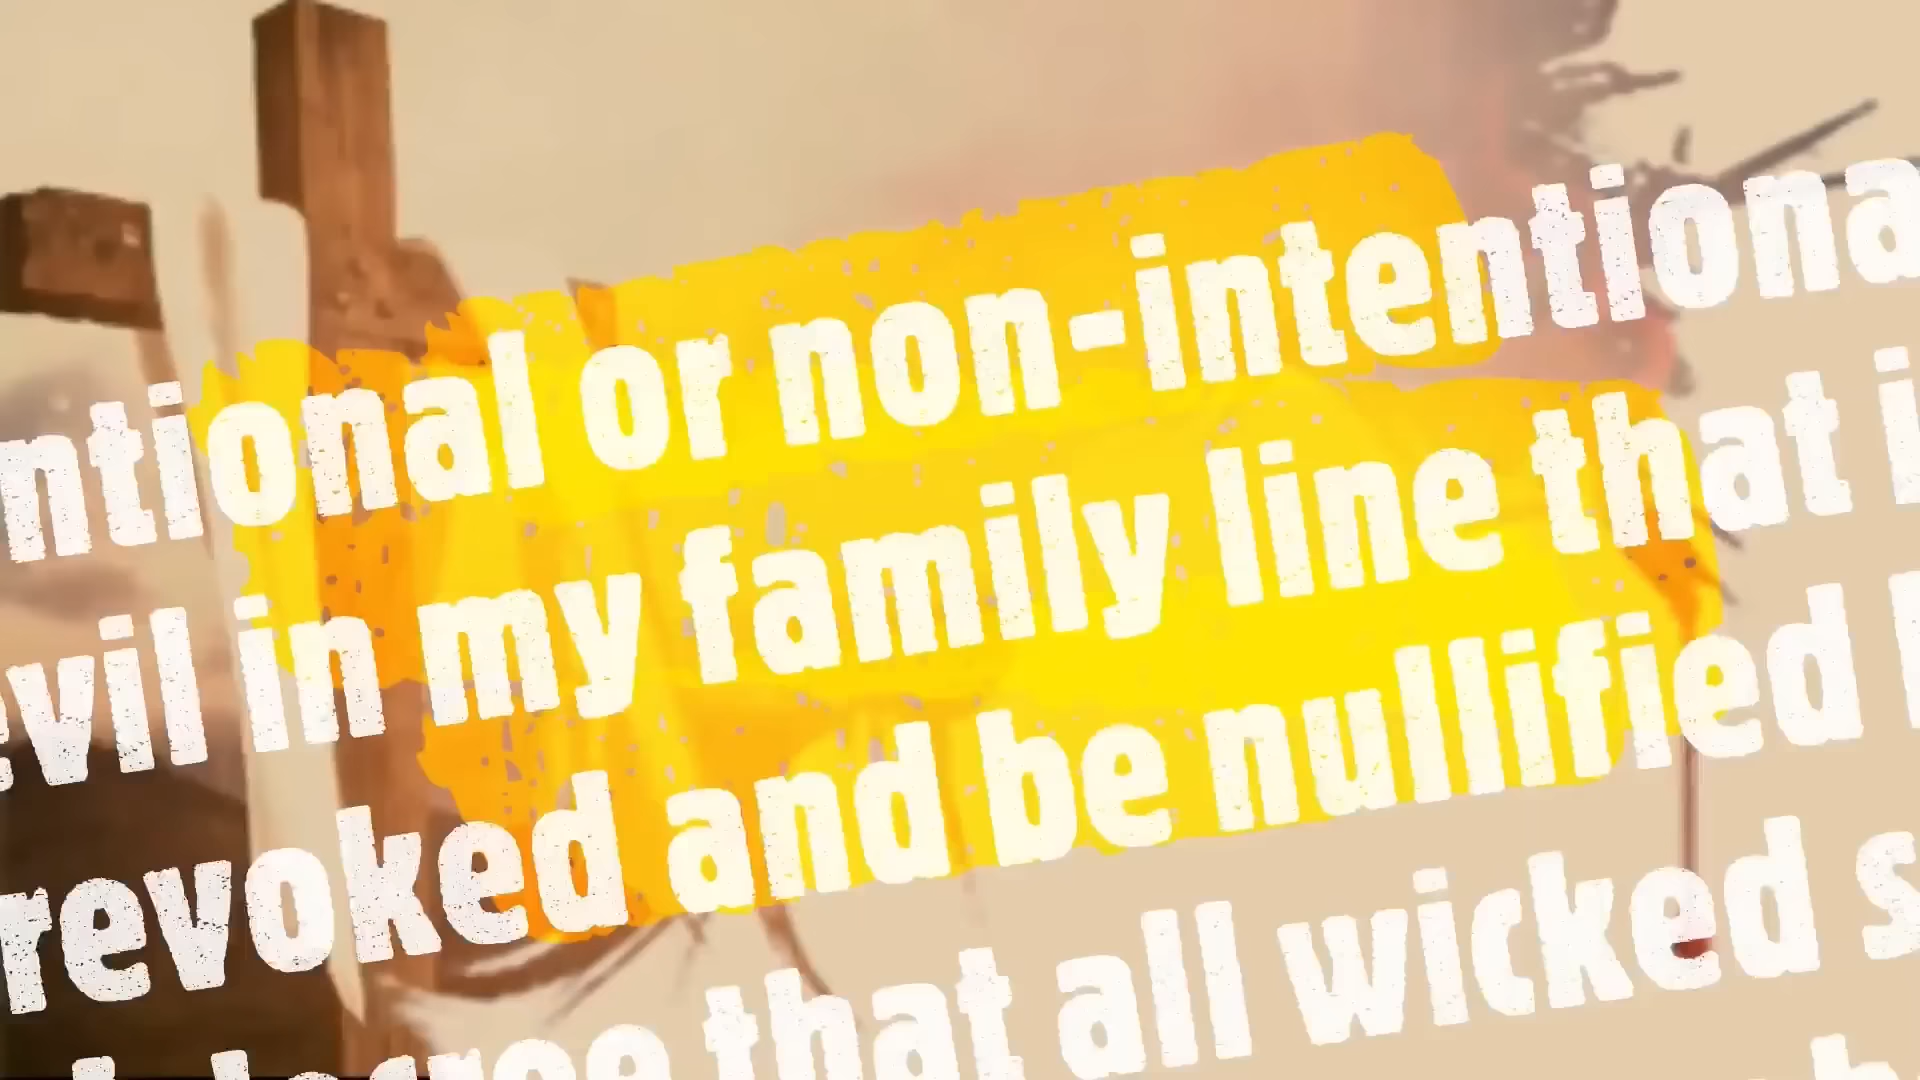 ntional or non-intentiona
evil in my family line that i
revoked and be nullified
that all wicked s